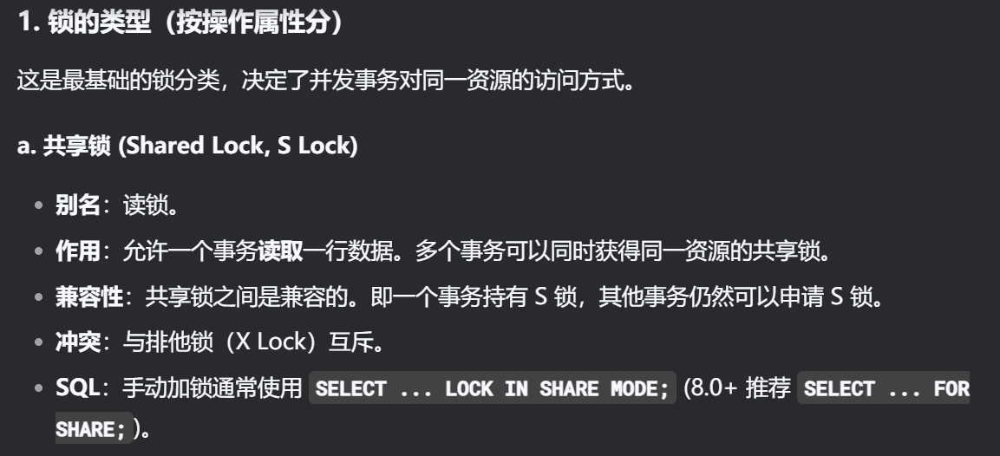 1. 锁的类型（按操作属性分）
这是最基础的锁分类，决定了并发事务对同一资源的访问方式。
a. 共享锁 (Shared Lock, S Lock)
• 别名：读锁。
• 作用：允许一个事务读取一行数据。多个事务可以同时获得同一资源的共享锁。
• 兼容性：共享锁之间是兼容的。即一个事务持有 S 锁，其他事务仍然可以申请 S 锁。
• 冲突：与排他锁（X Lock）互斥。
• SQL：手动加锁通常使用 SELECT ... LOCK IN SHARE MODE; (8.0+ 推荐 SELECT ... FOR
SHARE; )。